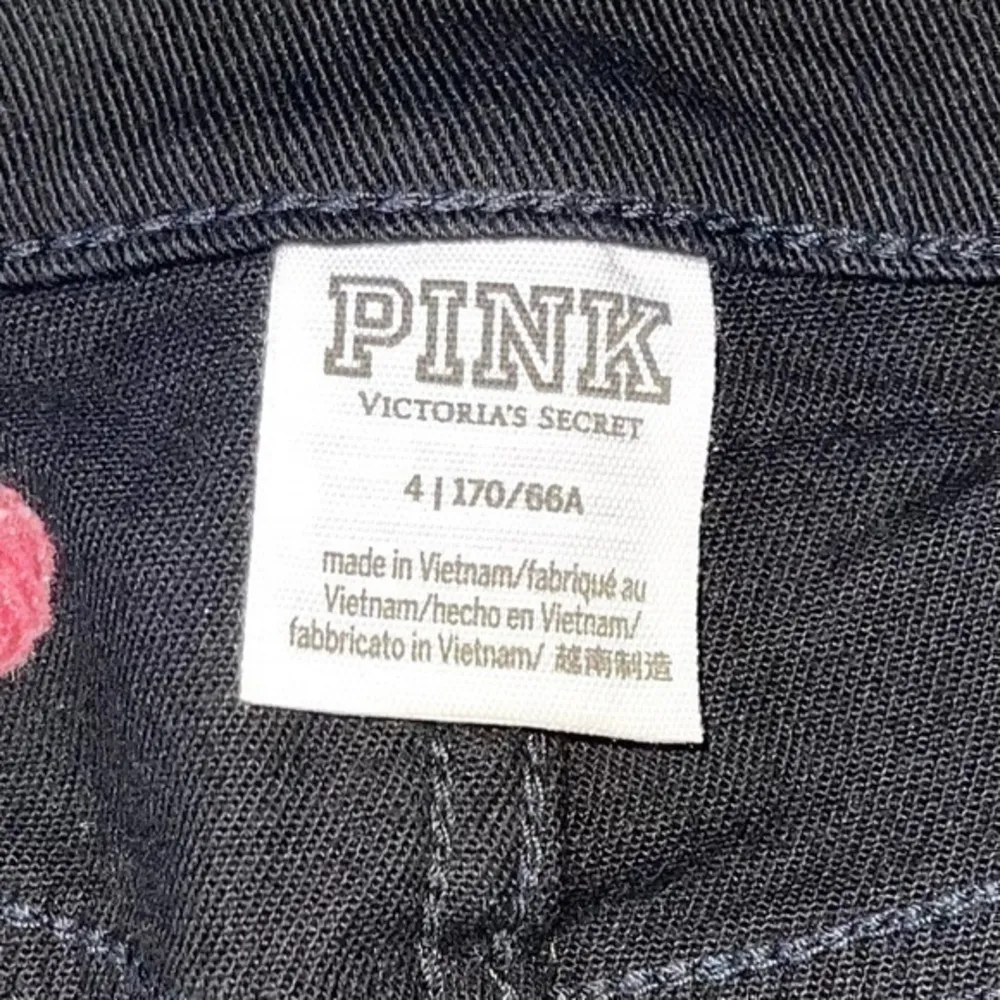 PINK
VICTORIA'S SECRET
4 | 170/66A
made in Vietnam/fabriqué au
Vietnam/hecho en Vietnam/
fabbricato in Vietnam/ 越南制造